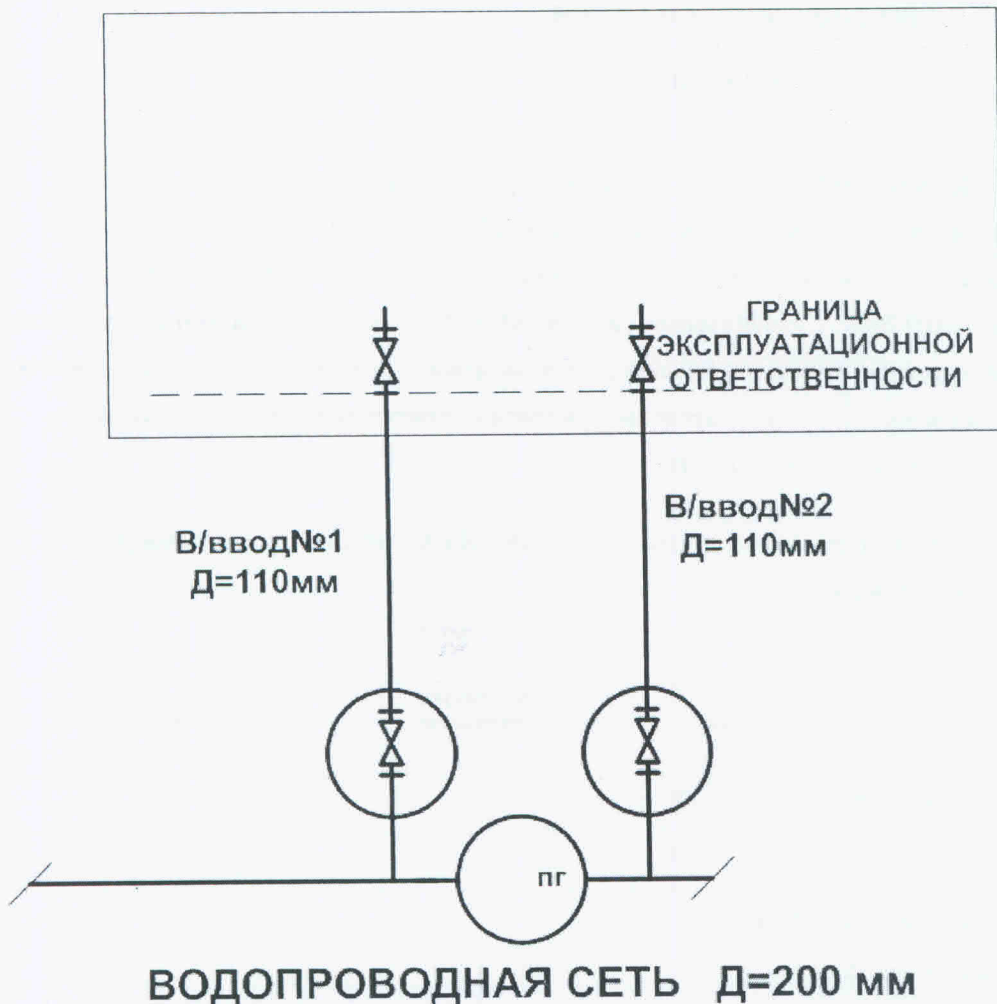 ГРАНИЦА
ЭКСПЛУАТАЦИОННОЙ
ОТВЕТСТВЕННОСТИ
В/ввод№1
Д=110мм
В/ввод№2
Д=110мм
пг
ВОДОПРОВОДНАЯ СЕТЬ Д=200 мм